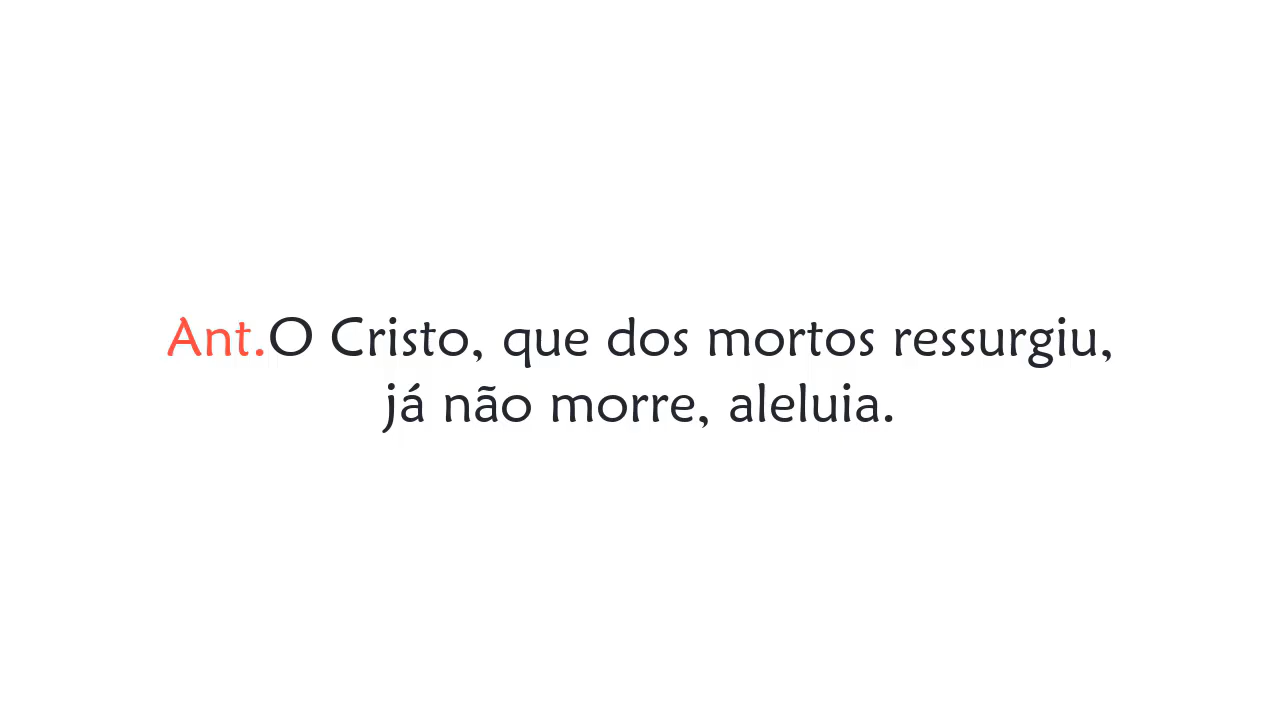 Ant.O Cristo, que dos mortos ressurgiu,
já não morre, aleluia.